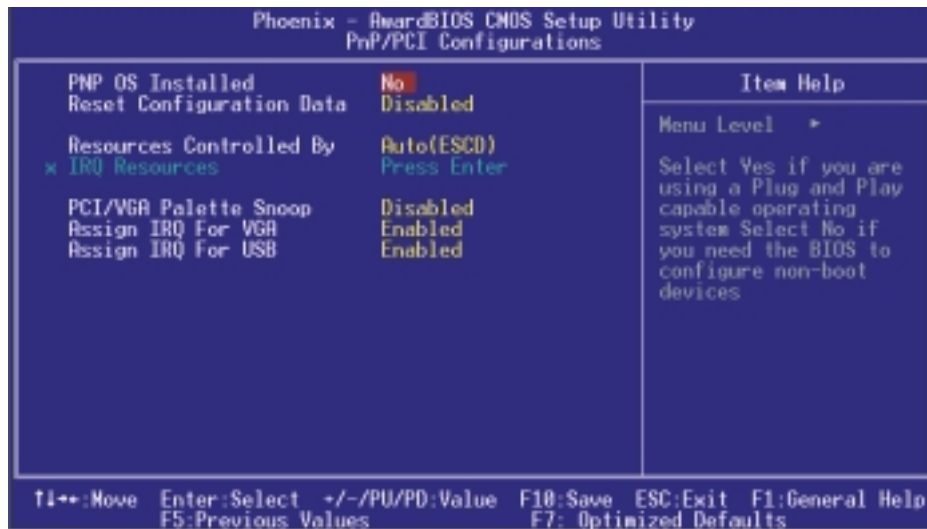 Phoenix - AwardBIOS CMOS Setup Utility
PnP/PCI Configurations
PNP OS Installed No
Reset Configuration Data Disabled
Resources Controlled By Auto(ESCD)
x IRQ Resources Press Enter
PCI/VGA Palette Snoop Disabled
Assign IRQ For VGA Enabled
Assign IRQ For USB Enabled
Item Help
Menu Level ►
Select Yes if you are
using a Plug and Play
capable operating
system Select No if
you need the BIOS to
configure non-boot
devices
↑↓→←:Move Enter:Select +/-/PU/PD:Value F10:Save ESC:Exit F1:General Help
F5:Previous Values F7: Optimized Defaults